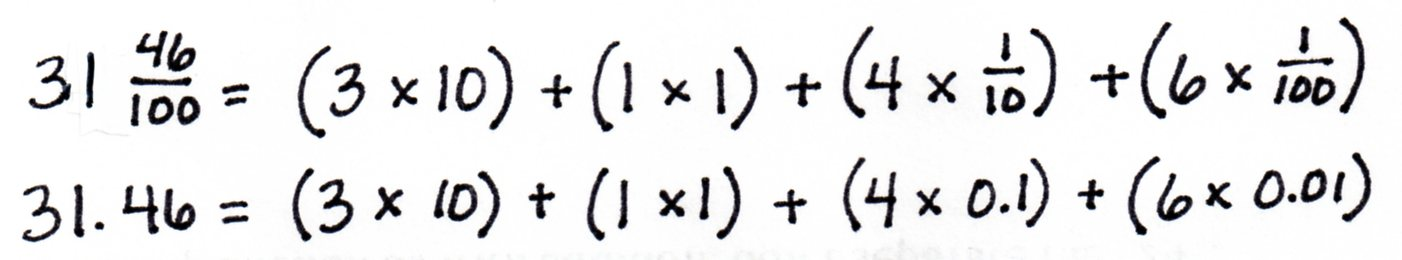 31 46/100 = (3 × 10) + (1 × 1) + (4 × 1/10) + (6 × 1/100)
31.46 = (3 × 10) + (1 × 1) + (4 × 0.1) + (6 × 0.01)